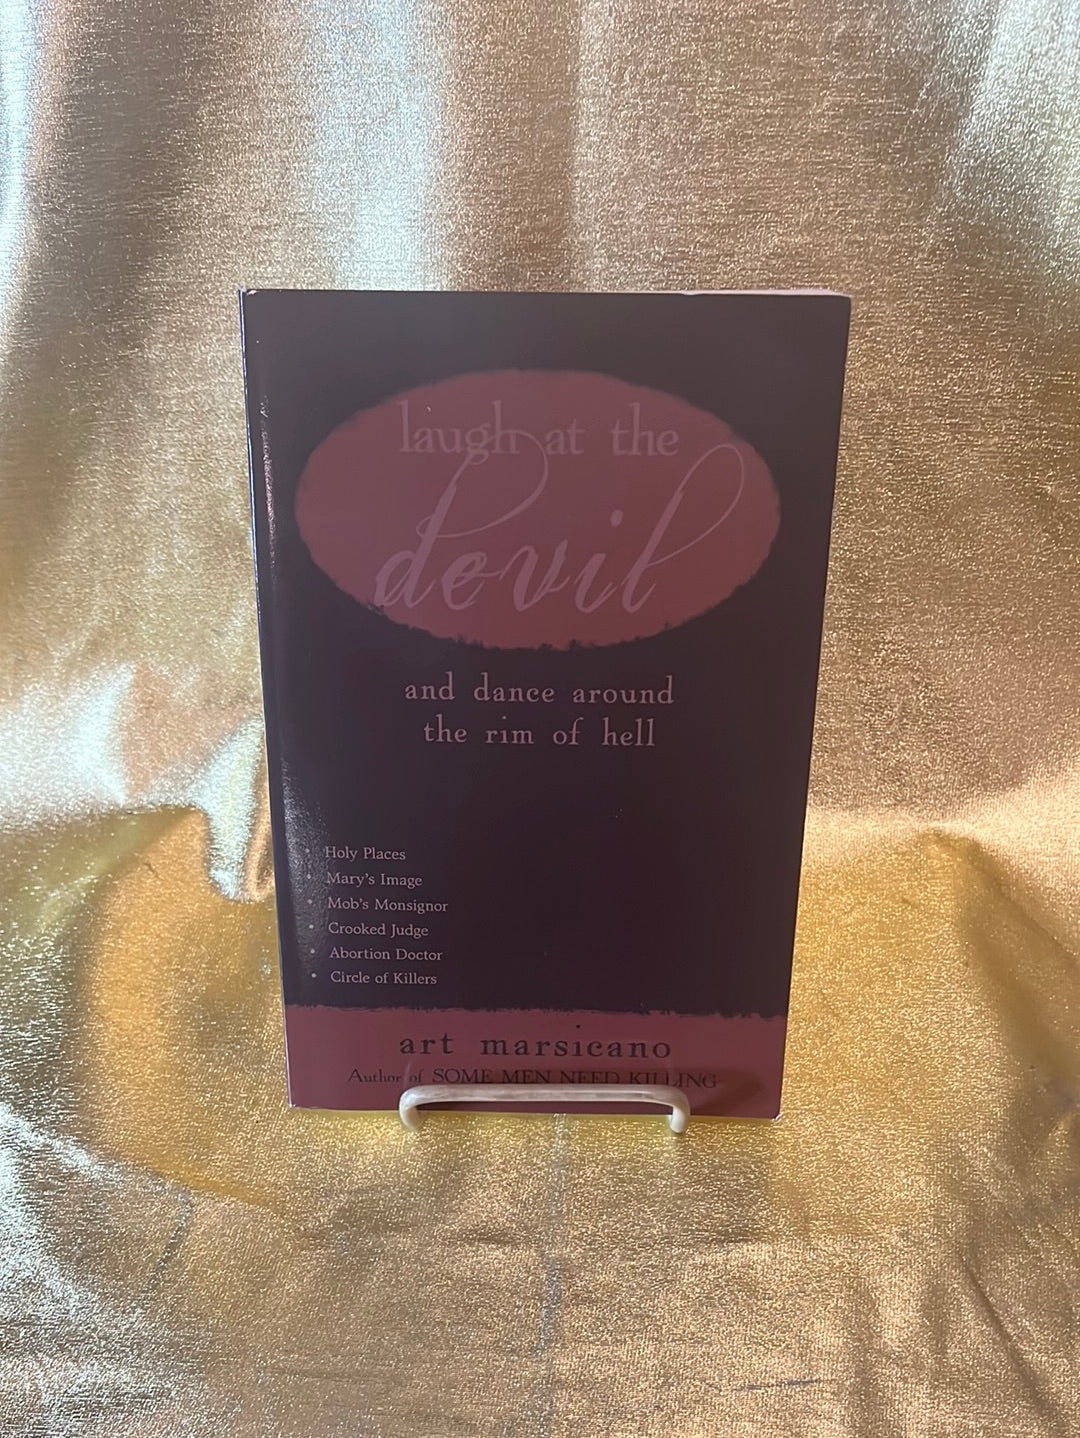 laugh at the
devil
and dance around
the rim of hell
• Holy Places
• Mary's Image
• Mob's Monsignor
• Crooked Judge
• Abortion Doctor
• Circle of Killers
art marsicano
Author of SOME MEN NEED KILLING